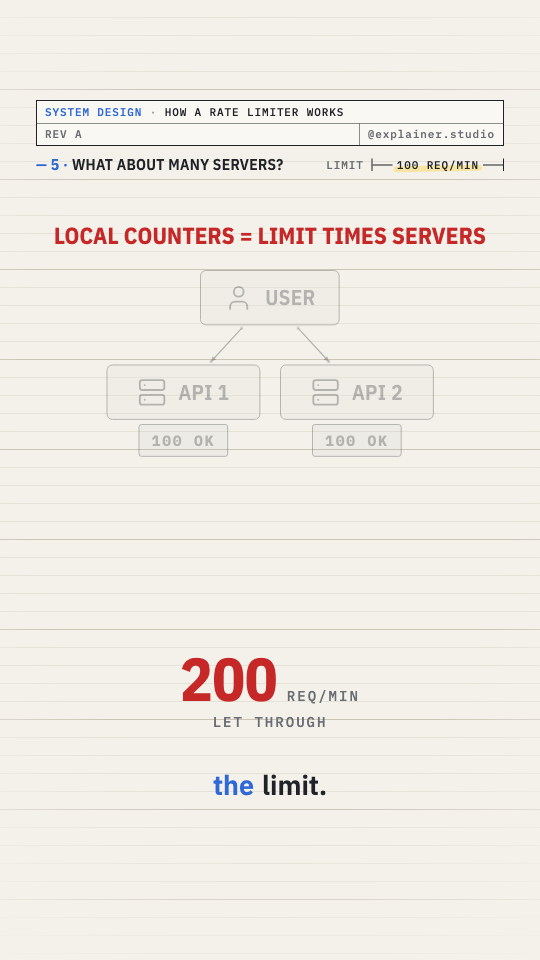 SYSTEM DESIGN · HOW A RATE LIMITER WORKS
REV A
@explainer.studio
— 5 · WHAT ABOUT MANY SERVERS?
LIMIT 100 REQ/MIN
LOCAL COUNTERS = LIMIT TIMES SERVERS
USER
API 1
API 2
100 OK
100 OK
200 REQ/MIN
LET THROUGH
the limit.